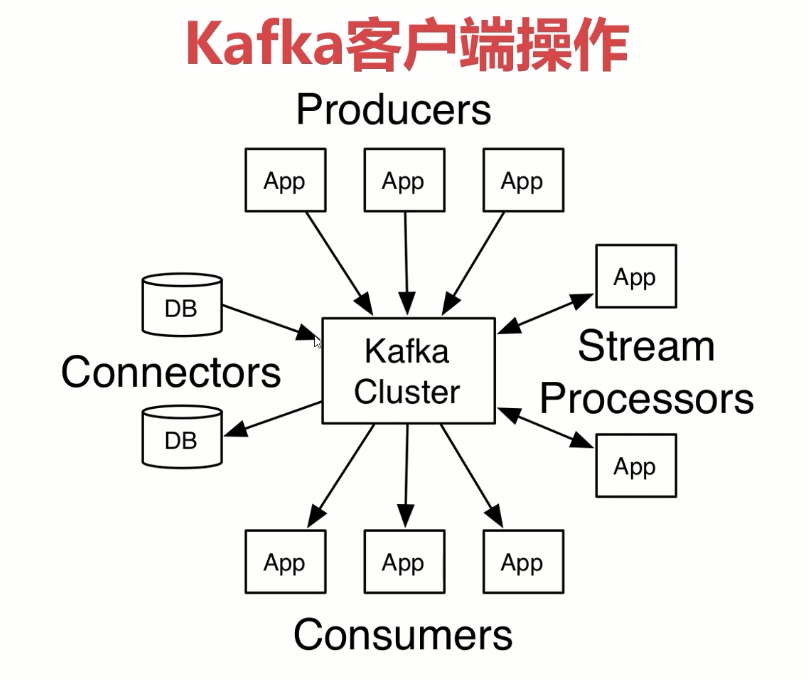 Kafka客户端操作
Producers
App
App
App
DB
App
Kafka
Cluster
Stream
Processors
Connectors
DB
App
App
App
App
Consumers